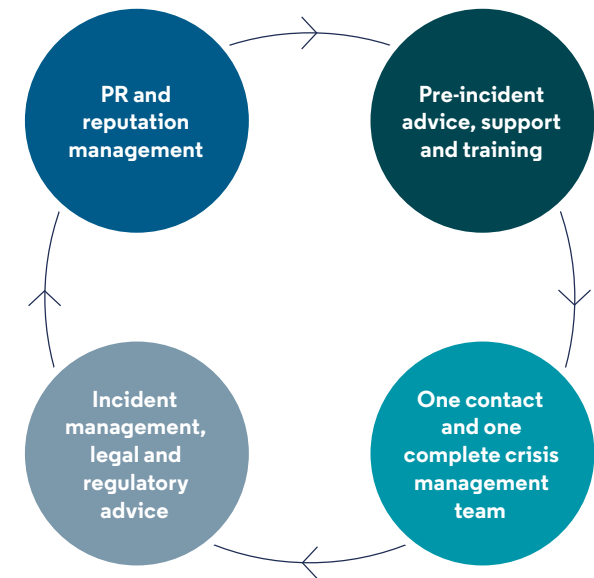 PR and
reputation
management
Pre-incident
advice, support
and training
Incident
management,
legal and
regulatory
advice
One contact
and one
complete crisis
management
team